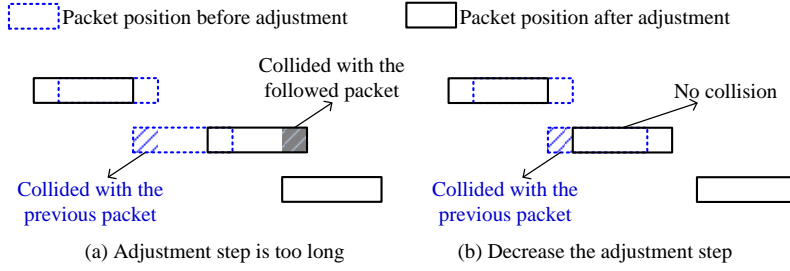 Packet position before adjustment
Packet position after adjustment
Collided with the
followed packet
Collided with the
previous packet
(a) Adjustment step is too long
No collision
Collided with the
previous packet
(b) Decrease the adjustment step